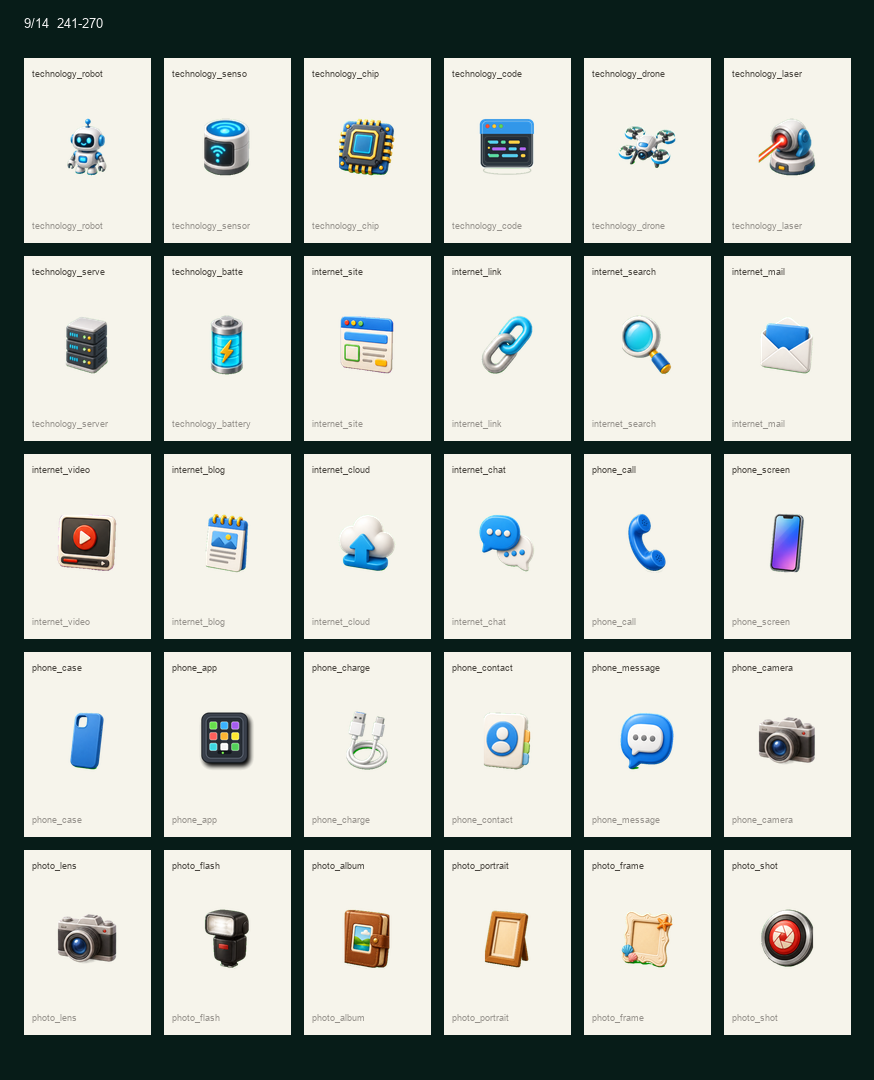 9/14 241-270
technology_robot technology_senso technology_chip technology_code technology_drone technology_laser
technology_robot technology_sensor technology_chip technology_code technology_drone technology_laser
technology_serve technology_batte internet_site internet_link internet_search internet_mail
technology_server technology_battery internet_site internet_link internet_search internet_mail
internet_video internet_blog internet_cloud internet_chat phone_call phone_screen
internet_video internet_blog internet_cloud internet_chat phone_call phone_screen
phone_case phone_app phone_charge phone_contact phone_message phone_camera
phone_case phone_app phone_charge phone_contact phone_message phone_camera
photo_lens photo_flash photo_album photo_portrait photo_frame photo_shot
photo_lens photo_flash photo_album photo_portrait photo_frame photo_shot